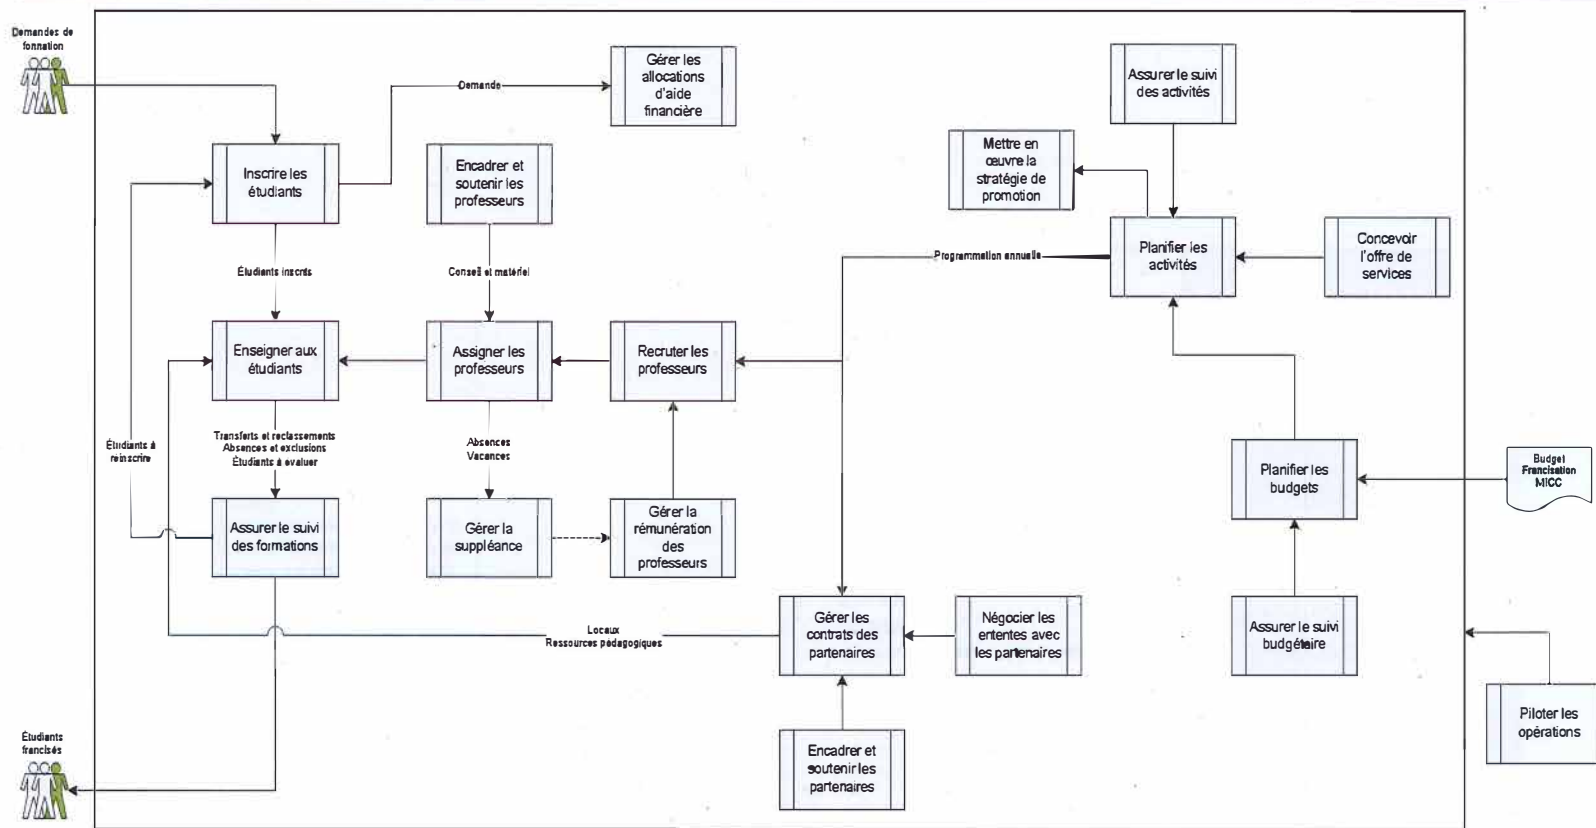 Demandes de
fonnation
Gérer les
allocations
d'aide
financière
Demande
Assurer le suivi
des activités
Inscrire les
étudiants
Encadrer et
soutenir les
professeurs
Mettre en
œuvre la
stratégie de
promotion
Planifier les
activités
Concevoir
l'offre de
services
Programmation annuelle
Étudiants inscrits
Conseil et matériel
Enseigner aux
étudiants
Assigner les
professeurs
Recruter les
professeurs
Transferts et reclassements
Absences et exclusions
Étudiants à évaluer
Absences
Vacances
Étudiants à
reinscrire
Planifier les
budgets
Budget
Francisation
MICC
Assurer le suivi
des formations
Gérer la
suppléance
Gérer la
rémunération
des
professeurs
Locaux
Ressources pédagogiques
Gérer les
contrats des
partenaires
Négocier les
ententes avec
les partenaires
Assurer le suivi
budgétaire
Piloter les
opérations
Encadrer et
soutenir les
partenaires
Étudiants
francisés